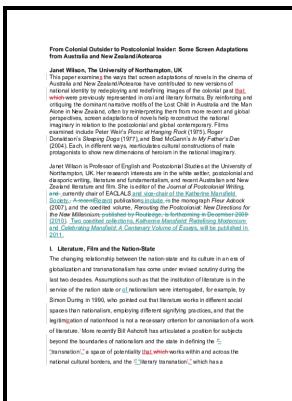 From Colonial Outsider to Postcolonial Insider: Some Screen Adaptations
from Australia and New Zealand/Aotearoa
Janet Wilson, The University of Northampton, UK
This paper examines the ways that screen adaptations of novels in the cinema of
Australia and New Zealand/Aotearoa have contributed to new versions of
national identity by redeploying and redefining images of the colonial past that,
which were previously represented in oral and literary formats. By reinforcing and
critiquing the dominant narrative motifs of the Lost Child in Australia and the Man
Alone in New Zealand, often by reinterpreting them from more recent and global
perspectives, screen adaptations of novels help reconstruct the national
imaginary in relation to the postcolonial and global contemporary. Films
examined include Peter Weir's Picnic at Hanging Rock (1975), Roger
Donaldson's Sleeping Dogs (1977), and Brad McGann's In My Father's Den
(2004). Each, in different ways, rearticulates cultural constructions of male
protagonists to show new dimensions of heroism in the national imaginary.
Janet Wilson is Professor of English and Postcolonial Studies at the University of
Northampton, UK. Her research interests are in the white settler, postcolonial and
diasporic writing, literature and fundamentalism, and recent Australian and New
Zealand literature and film. She is editor of the Journal of Postcolonial Writing,
and currently chair of EACLALS and vice-chair of the Katherine Mansfield
Society. A recentRecent publications include in the monograph Fleur Adcock
(2007), and the coedited volume, Rerouting the Postcolonial: New Directions for
the New Millennium, published by Routledge, is forthcoming in December 2009
(2010). Two coedited collections, Katherine Mansfield: Redefining Modernism
and Celebrating Mansfield: A Centenary Volume of Essays, will be published in
2011.
I. Literature, Film and the Nation-State
The changing relationship between the nation-state and its culture in an era of
globalization and transnationalism has come under revised scrutiny during the
last two decades. Assumptions such as that the institution of literature is in the
service of the nation state or of nationalism were interrogated, for example, by
Simon During in 1990, who pointed out that literature works in different social
spaces than nationalism, employing different signifying practices, and that the
legitimization of nationhood is not a necessary criterion for canonisation of a work
of literature. More recently Bill Ashcroft has articulated a position for subjects
beyond the boundaries of nationalism and the state in defining the
"transnation", a space of potentiality that which works within and across the
national cultural borders, and the "literary transnation", which has a